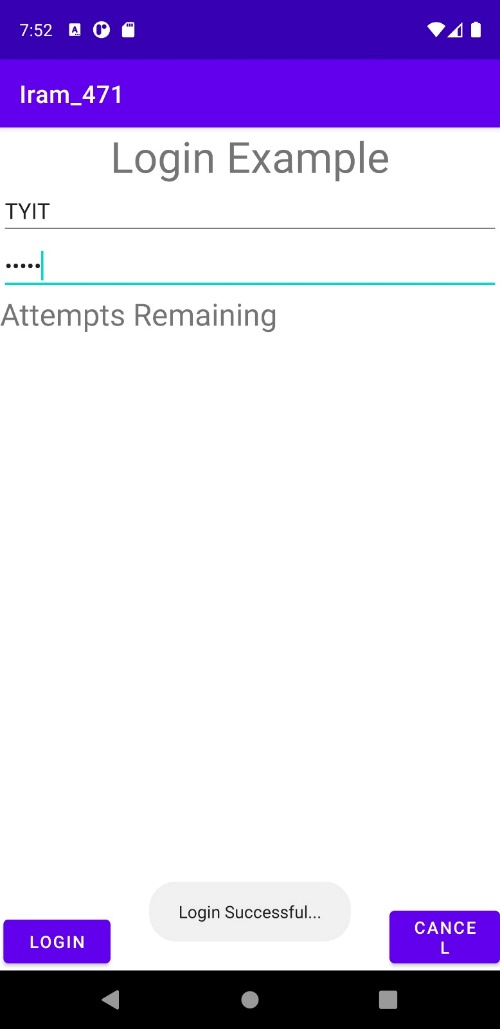 7:52
Iram_471
Login Example
TYIT
•••••
Attempts Remaining
Login Successful...
LOGIN
CANCE
L